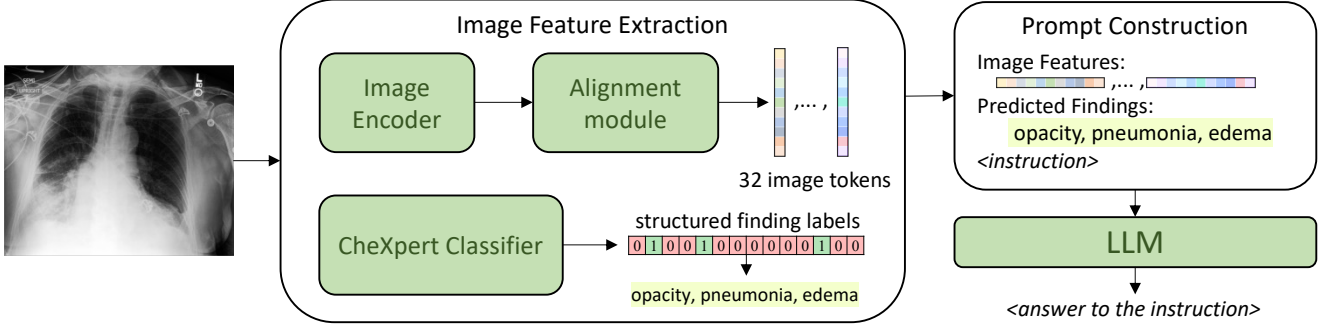 Image Feature Extraction
Image
Encoder
Alignment
module
,... ,
32 image tokens
CheXpert Classifier
structured finding labels
0 1 0 0 1 0 0 0 0 0 0 1 0 0
opacity, pneumonia, edema
Prompt Construction
Image Features:
,... ,
Predicted Findings:
opacity, pneumonia, edema
<instruction>
LLM
<answer to the instruction>